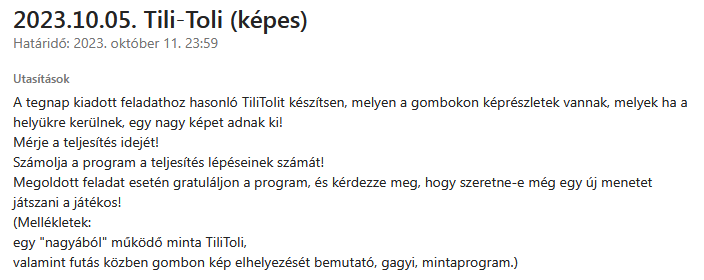 2023.10.05. Tili-Toli (képes)
Határidő: 2023. október 11. 23:59
Utasítások
A tegnap kiadott feladathoz hasonló TiliTolit készítsen, melyen a gombokon képrészletek vannak, melyek ha a
helyükre kerülnek, egy nagy képet adnak ki!
Mérje a teljesítés idejét!
Számolja a program a teljesítés lépéseinek számát!
Megoldott feladat esetén gratuláljon a program, és kérdezze meg, hogy szeretne-e még egy új menetet
játszani a játékos!
(Mellékletek:
egy "nagyából" működő minta TiliToli,
valamint futás közben gombon kép elhelyezését bemutató, gagyi, mintaprogram.)